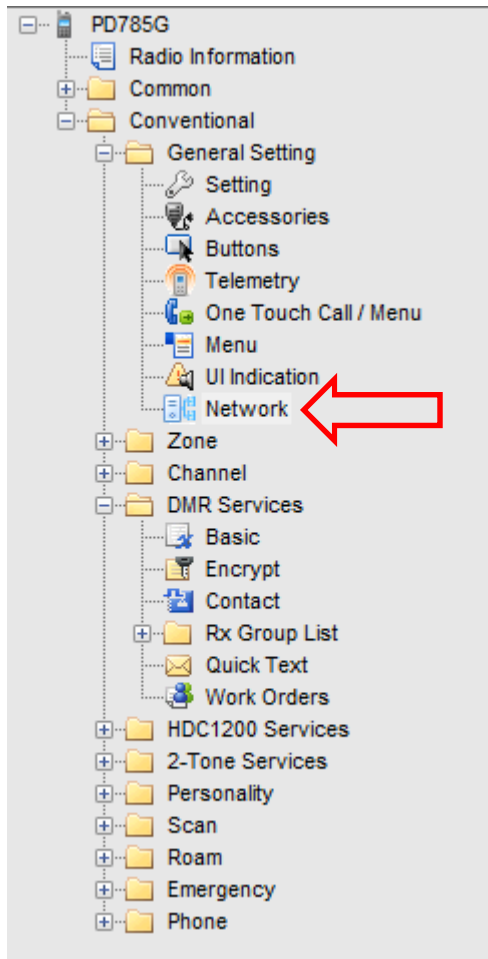 PD785G
Radio Information
Common
Conventional
General Setting
Setting
Accessories
Buttons
Telemetry
One Touch Call / Menu
Menu
UI Indication
Network
Zone
Channel
DMR Services
Basic
Encrypt
Contact
Rx Group List
Quick Text
Work Orders
HDC1200 Services
2-Tone Services
Personality
Scan
Roam
Emergency
Phone